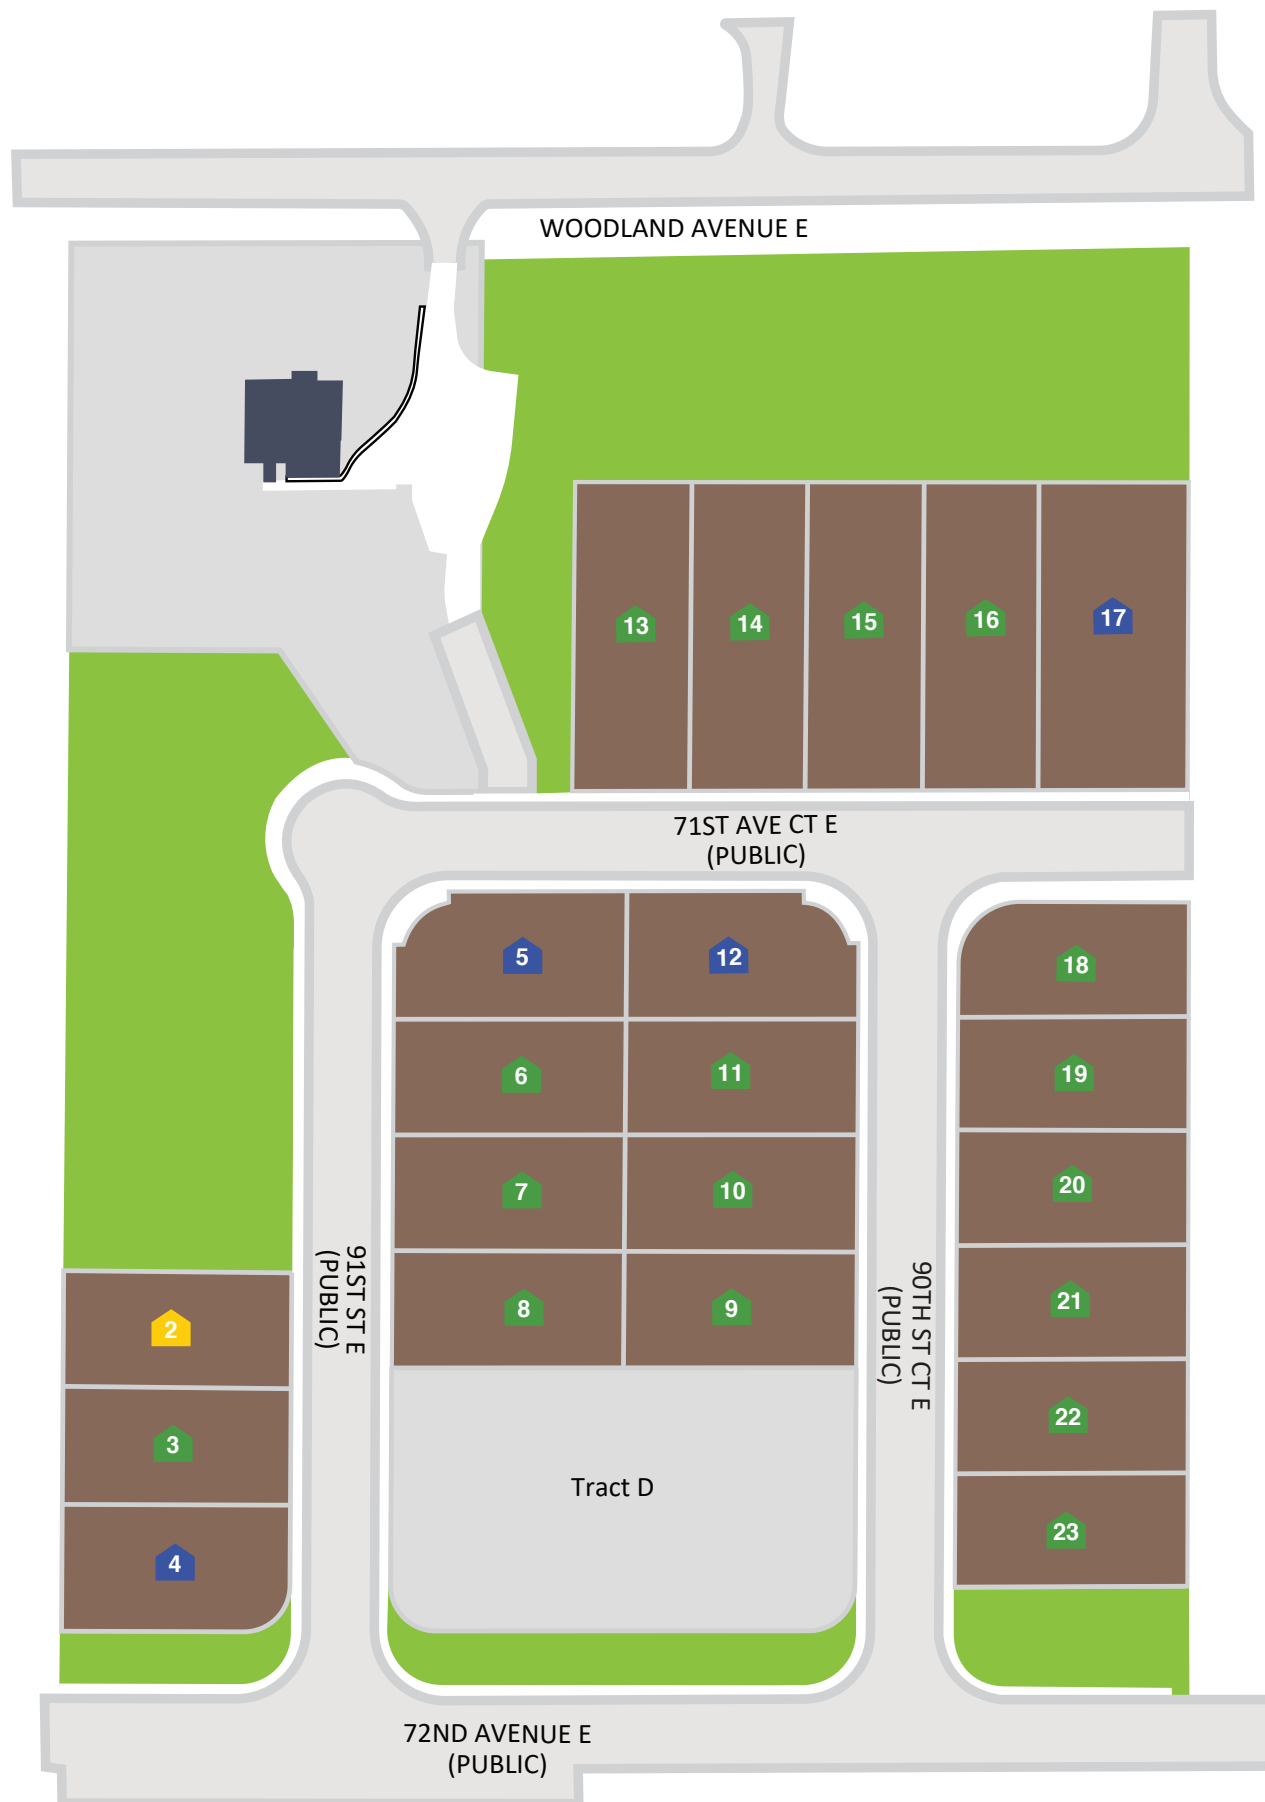 WOODLAND AVENUE E
13
14
15
16
17
71ST AVE CT E
(PUBLIC)
5
12
18
6
11
19
7
10
20
91ST ST E
(PUBLIC)
90TH ST CT E
(PUBLIC)
8
9
21
2
22
3
Tract D
23
4
72ND AVENUE E
(PUBLIC)